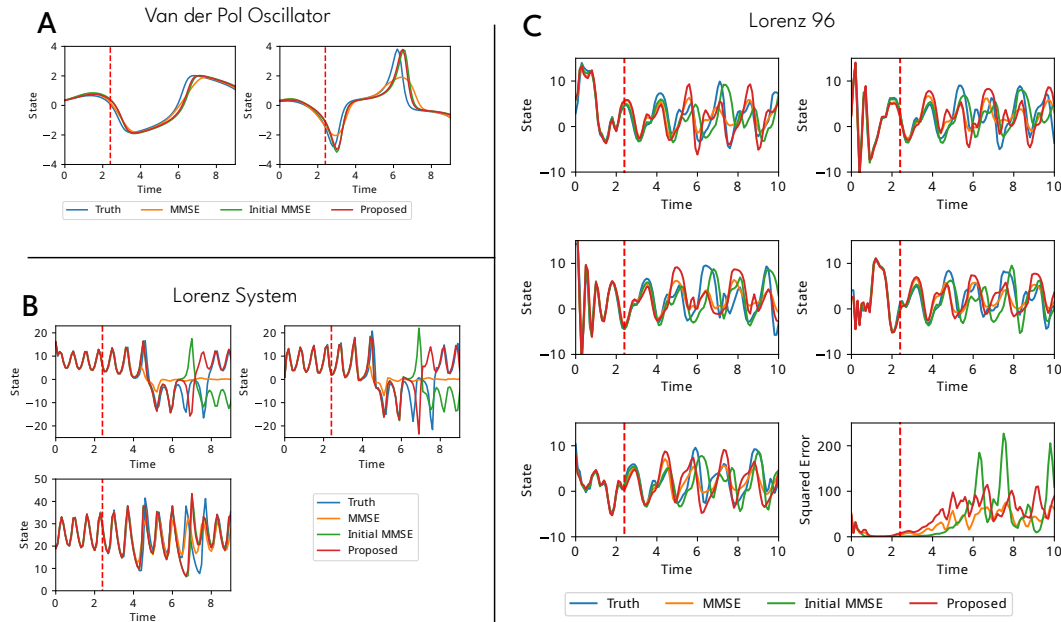 A
Van der Pol Oscillator
4
2
0
−2
−4
State
0 2 4 6 8
Time
4
2
0
−2
−4
State
0 2 4 6 8
Time
Truth MMSE Initial MMSE Proposed
B
Lorenz System
20
10
0
−10
−20
State
0 2 4 6 8
Time
20
10
0
−10
−20
State
0 2 4 6 8
Time
50
40
30
20
10
0
State
0 2 4 6 8
Time
Truth
MMSE
Initial MMSE
Proposed
C
Lorenz 96
10
0
−10
State
0 2 4 6 8 10
Time
10
0
−10
State
0 2 4 6 8 10
Time
10
0
−10
State
0 2 4 6 8 10
Time
10
0
−10
State
0 2 4 6 8 10
Time
10
0
−10
State
0 2 4 6 8 10
Time
200
100
0
Squared Error
0 2 4 6 8 10
Time
Truth MMSE Initial MMSE Proposed